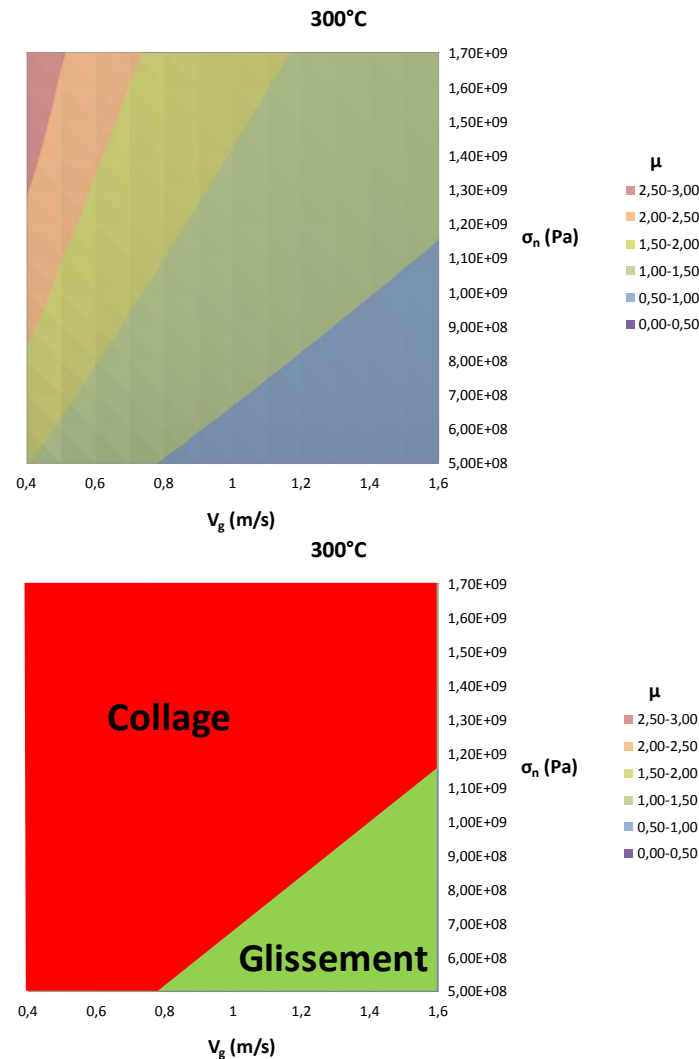 300°C
1,70E+09
1,60E+09
1,50E+09
1,40E+09
1,30E+09
1,20E+09
1,10E+09
1,00E+09
9,00E+08
8,00E+08
7,00E+08
6,00E+08
5,00E+08
σn (Pa)
μ
2,50-3,00
2,00-2,50
1,50-2,00
1,00-1,50
0,50-1,00
0,00-0,50
0,4 0,6 0,8 1 1,2 1,4 1,6
Vg (m/s)
300°C
Collage
Glissement
1,70E+09
1,60E+09
1,50E+09
1,40E+09
1,30E+09
1,20E+09
1,10E+09
1,00E+09
9,00E+08
8,00E+08
7,00E+08
6,00E+08
5,00E+08
σn (Pa)
μ
2,50-3,00
2,00-2,50
1,50-2,00
1,00-1,50
0,50-1,00
0,00-0,50
0,4 0,6 0,8 1 1,2 1,4 1,6
Vg (m/s)